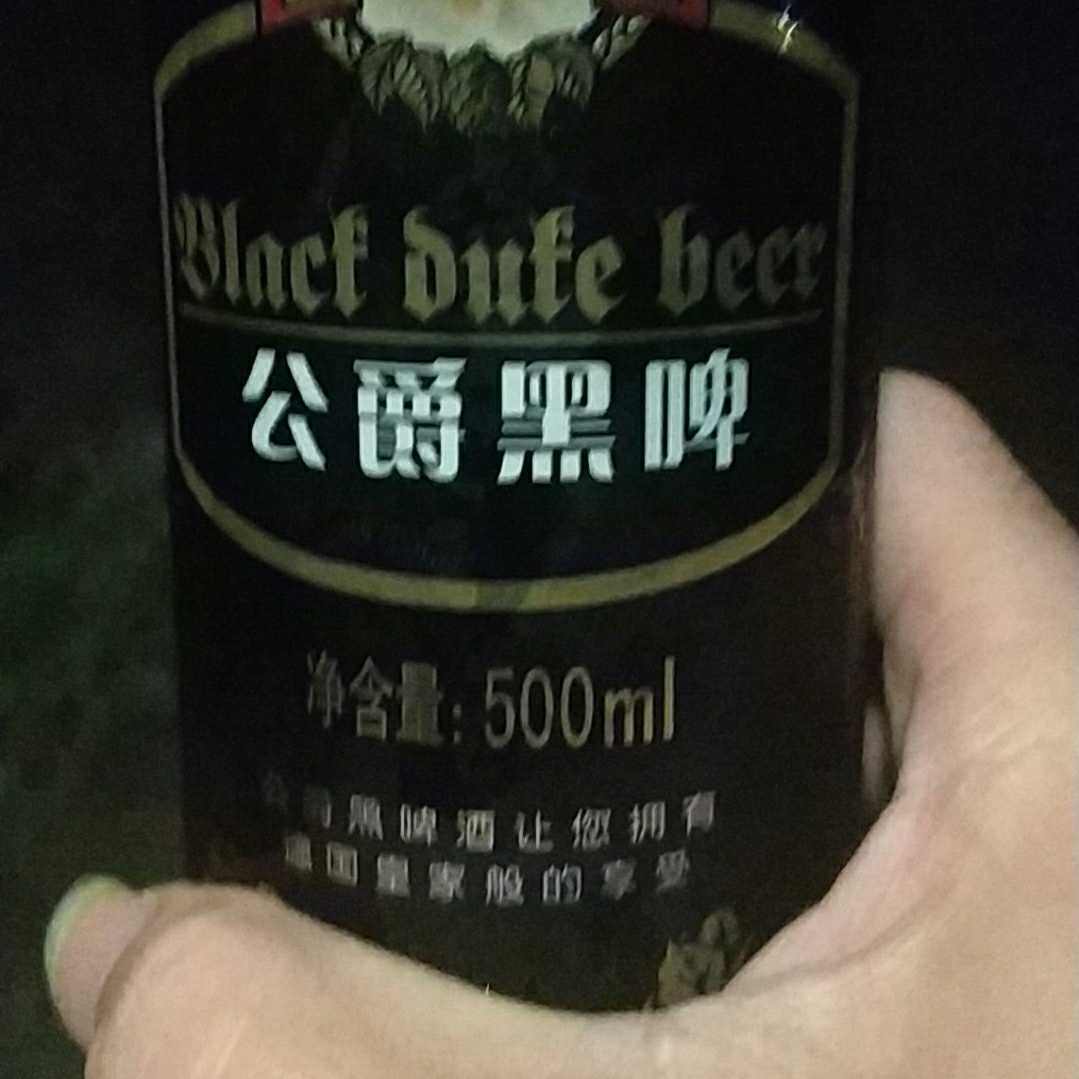 Black duke beer
公爵黑啤
净含量:500ml
公爵黑啤酒让您拥有
德国皇家般的享受